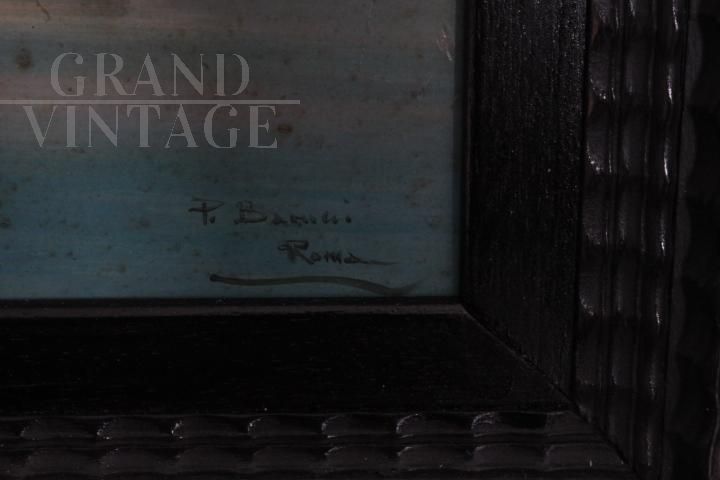 GRAND
VINTAGE
P.
Roma